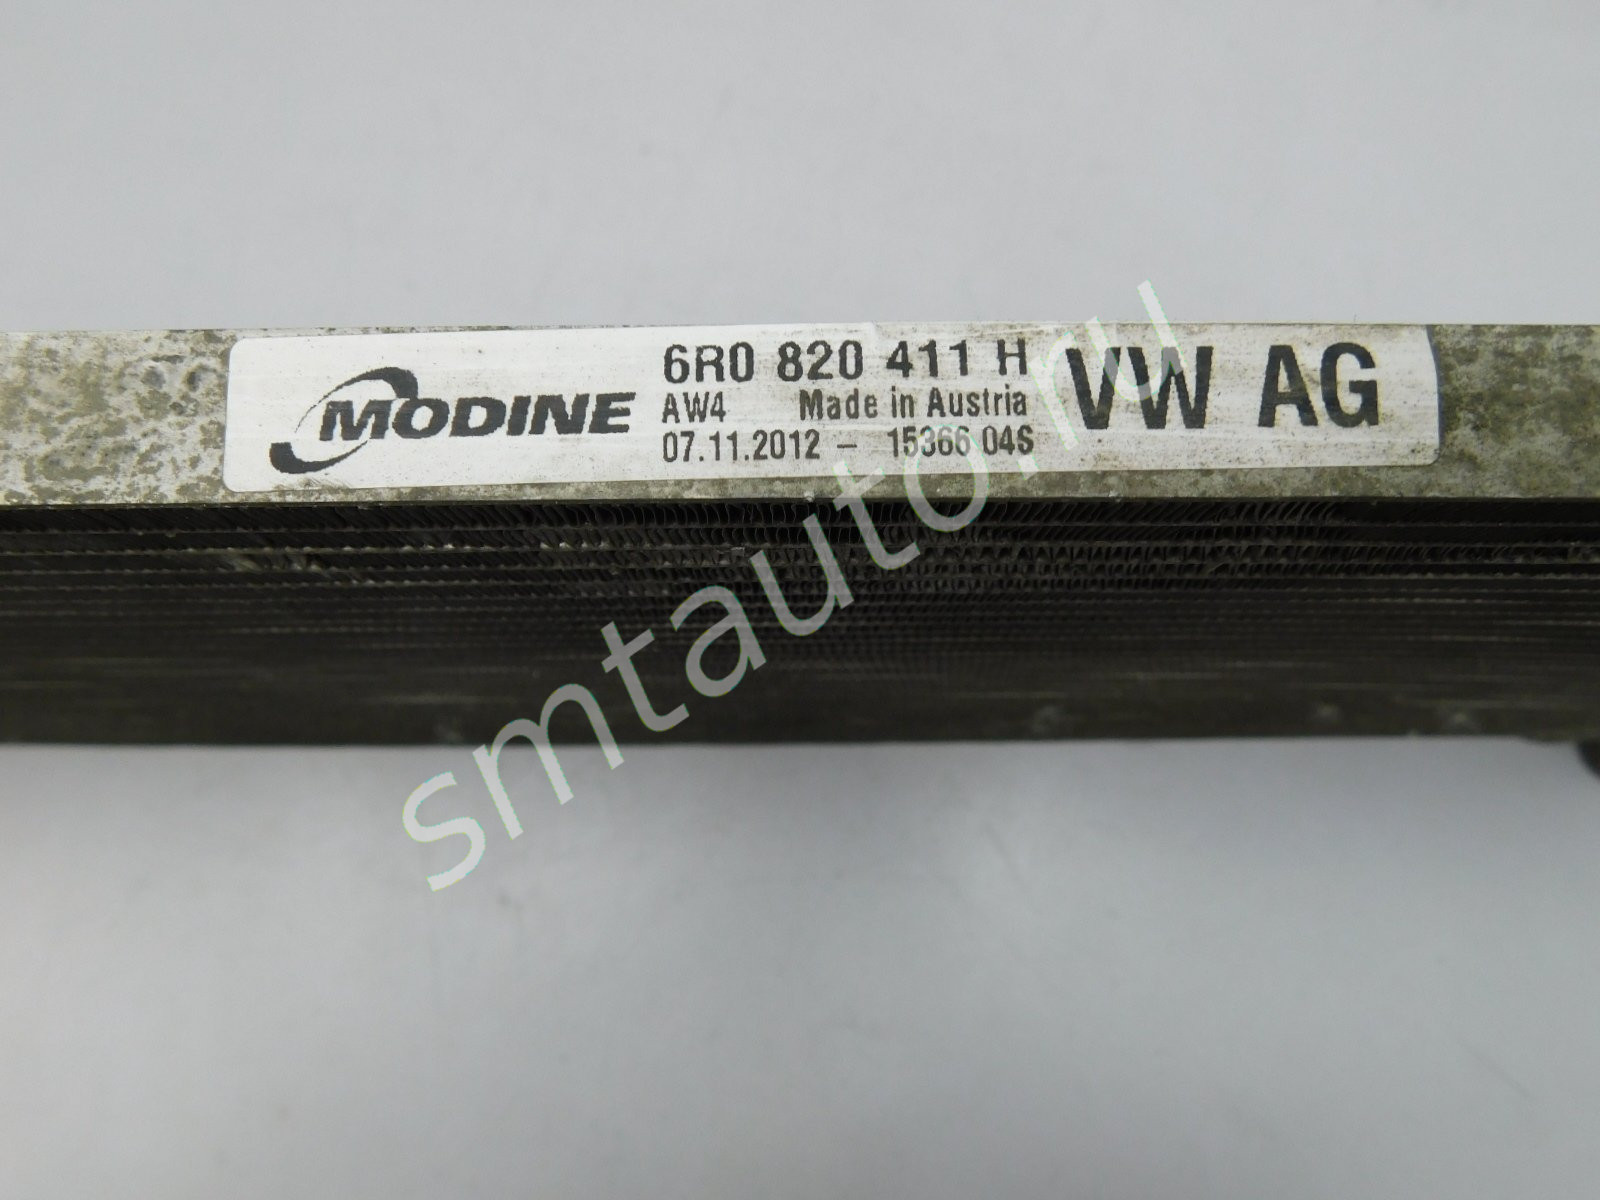 MODINE
6R0 820 411 H
AW4 Made in Austria
07.11.2012 - 15366 04S
VW AG
smtauto.ru